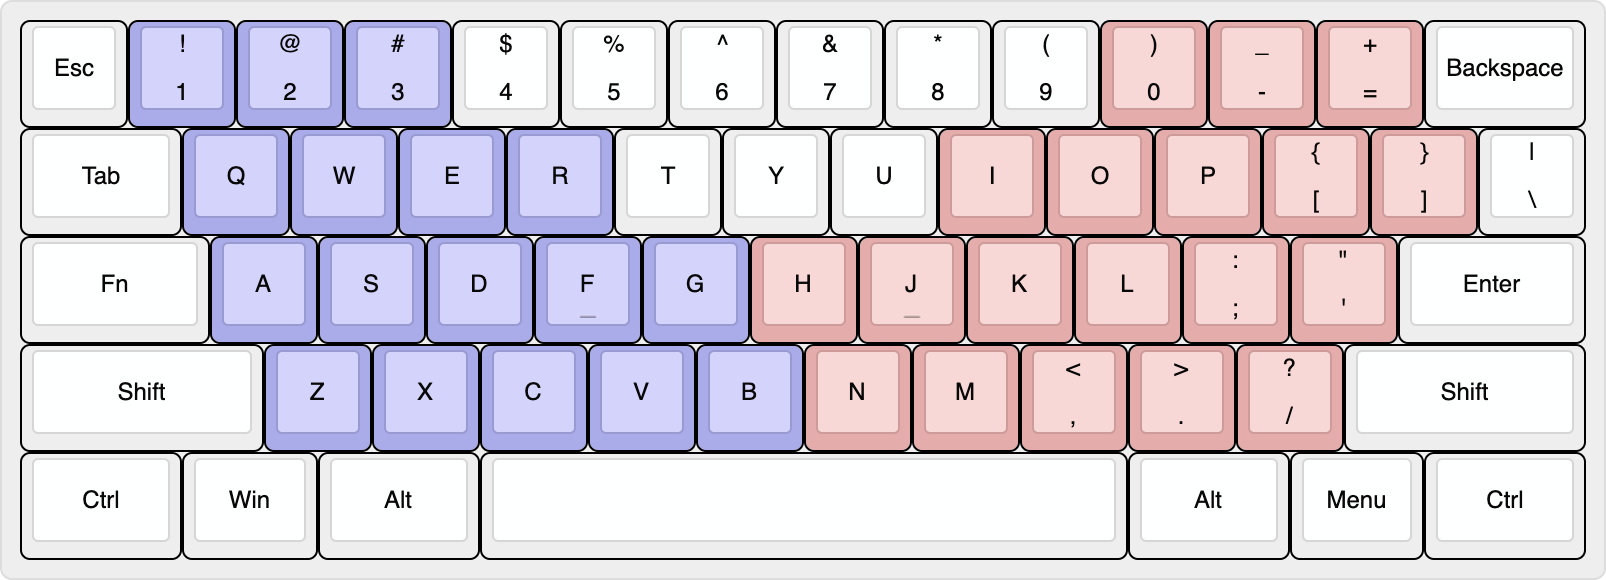 ! @ # $ % ^ & * ( ) _ +
Esc 1 2 3 4 5 6 7 8 9 0 - = Backspace
{ } |
Tab Q W E R T Y U I O P [ ] \
: "
Fn A S D F G H J K L ; ' Enter
_ _
< > ?
Shift Z X C V B N M , . / Shift
Ctrl Win Alt Alt Menu Ctrl